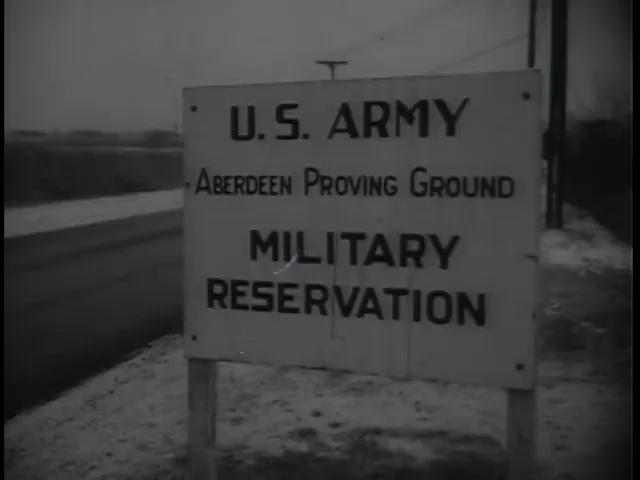 U.S. ARMY
ABERDEEN PROVING GROUND
MILITARY
RESERVATION